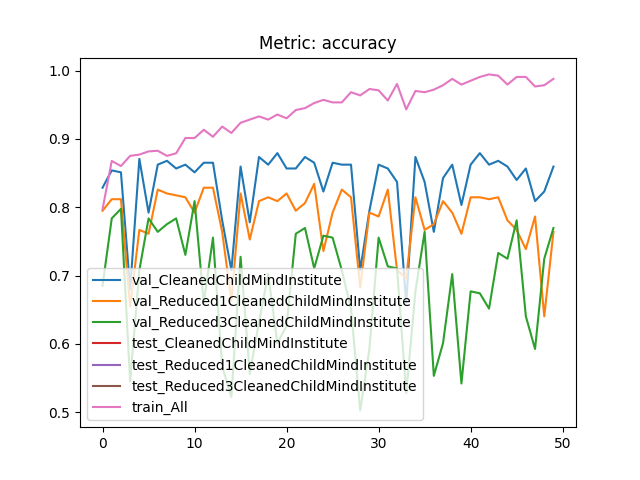 Metric: accuracy
1.0
0.9
0.8
0.7
0.6
0.5
val_CleanedChildMindInstitute
val_Reduced1CleanedChildMindInstitute
val_Reduced3CleanedChildMindInstitute
test_CleanedChildMindInstitute
test_Reduced1CleanedChildMindInstitute
test_Reduced3CleanedChildMindInstitute
train_All
0 10 20 30 40 50